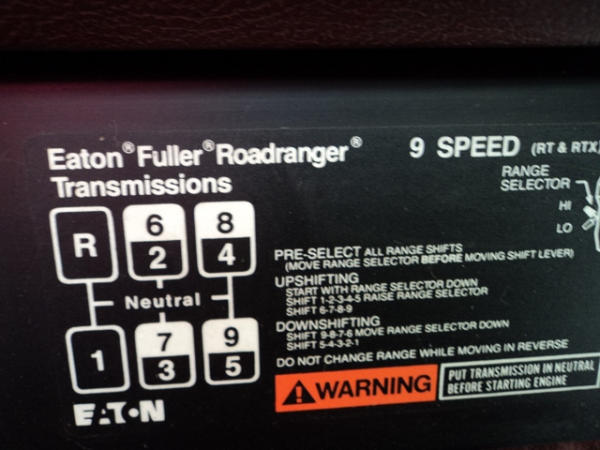 Eaton® Fuller® Roadranger®
Transmissions
9 SPEED (RT & RTX)
RANGE
SELECTOR
HI
LO
R
6
2
8
4
Neutral
1
7
3
9
5
PRE-SELECT ALL RANGE SHIFTS
(MOVE RANGE SELECTOR BEFORE MOVING SHIFT LEVER)
UPSHIFTING
START WITH RANGE SELECTOR DOWN
SHIFT 1-2-3-4-5 RAISE RANGE SELECTOR
SHIFT 6-7-8-9
DOWNSHIFTING
SHIFT 9-8-7-6 MOVE RANGE SELECTOR DOWN
SHIFT 5-4-3-2-1
DO NOT CHANGE RANGE WHILE MOVING IN REVERSE
WARNING
PUT TRANSMISSION IN NEUTRAL
BEFORE STARTING ENGINE
EATON